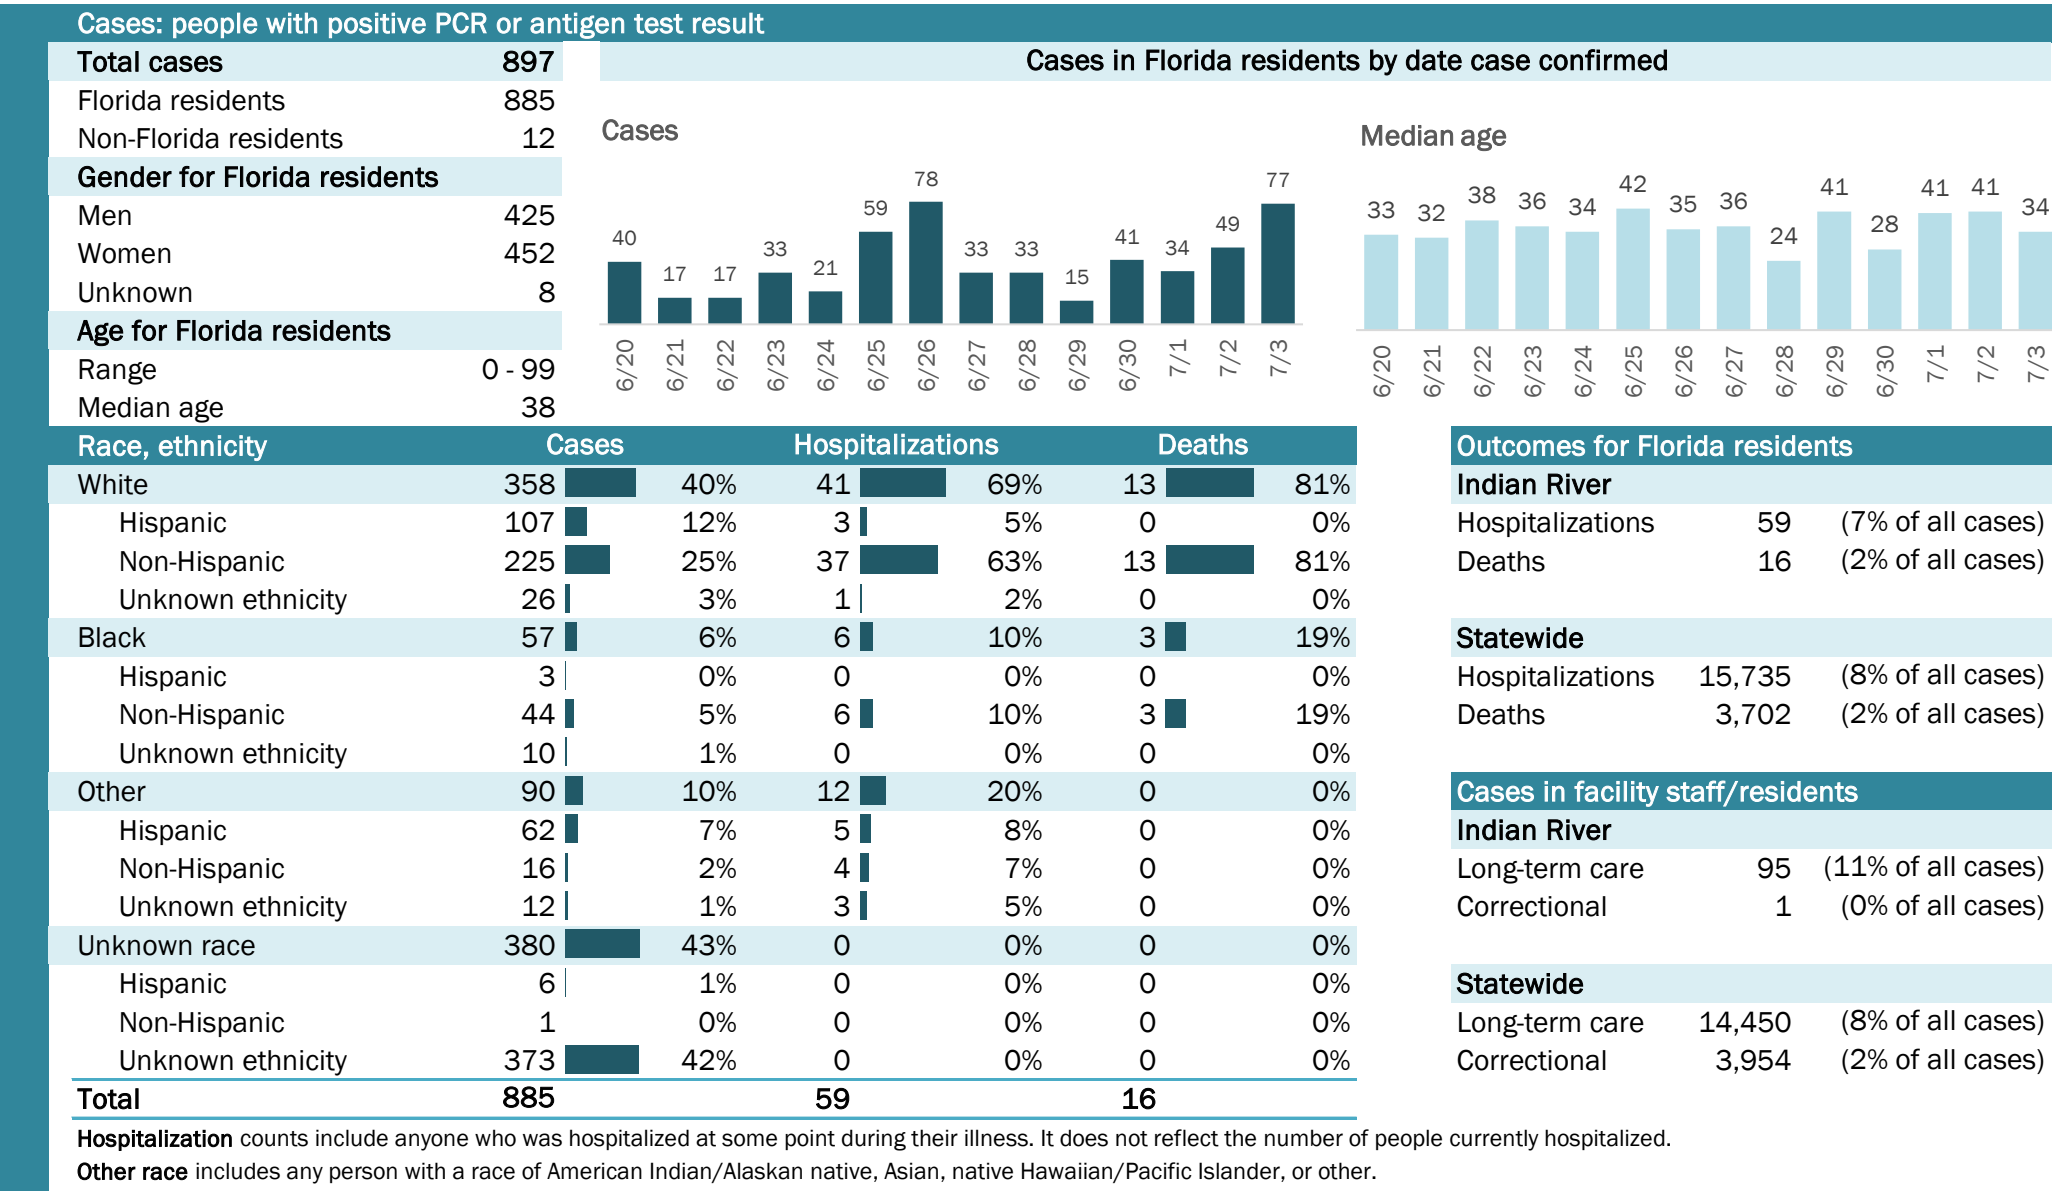 Cases: people with positive PCR or antigen test result
Total cases 897
Florida residents 885
Non-Florida residents 12
Gender for Florida residents
Men 425
Women 452
Unknown 8
Age for Florida residents
Range 0 - 99
Median age 38
Cases in Florida residents by date case confirmed
Cases
40 17 17 33 21 59 78 33 33 15 41 34 49 77
6/20 6/21 6/22 6/23 6/24 6/25 6/26 6/27 6/28 6/29 6/30 7/1 7/2 7/3
Median age
33 32 38 36 34 42 35 36 24 41 28 41 41 34
6/20 6/21 6/22 6/23 6/24 6/25 6/26 6/27 6/28 6/29 6/30 7/1 7/2 7/3
Race, ethnicity Cases Hospitalizations Deaths
White 358 40% 41 69% 13 81%
Hispanic 107 12% 3 5% 0 0%
Non-Hispanic 225 25% 37 63% 13 81%
Unknown ethnicity 26 3% 1 2% 0 0%
Black 57 6% 6 10% 3 19%
Hispanic 3 0% 0 0% 0 0%
Non-Hispanic 44 5% 6 10% 3 19%
Unknown ethnicity 10 1% 0 0% 0 0%
Other 90 10% 12 20% 0 0%
Hispanic 62 7% 5 8% 0 0%
Non-Hispanic 16 2% 4 7% 0 0%
Unknown ethnicity 12 1% 3 5% 0 0%
Unknown race 380 43% 0 0% 0 0%
Hispanic 6 1% 0 0% 0 0%
Non-Hispanic 1 0% 0 0% 0 0%
Unknown ethnicity 373 42% 0 0% 0 0%
Total 885 59 16
Outcomes for Florida residents
Indian River
Hospitalizations 59 (7% of all cases)
Deaths 16 (2% of all cases)
Statewide
Hospitalizations 15,735 (8% of all cases)
Deaths 3,702 (2% of all cases)
Cases in facility staff/residents
Indian River
Long-term care 95 (11% of all cases)
Correctional 1 (0% of all cases)
Statewide
Long-term care 14,450 (8% of all cases)
Correctional 3,954 (2% of all cases)
Hospitalization counts include anyone who was hospitalized at some point during their illness. It does not reflect the number of people currently hospitalized.
Other race includes any person with a race of American Indian/Alaskan native, Asian, native Hawaiian/Pacific Islander, or other.